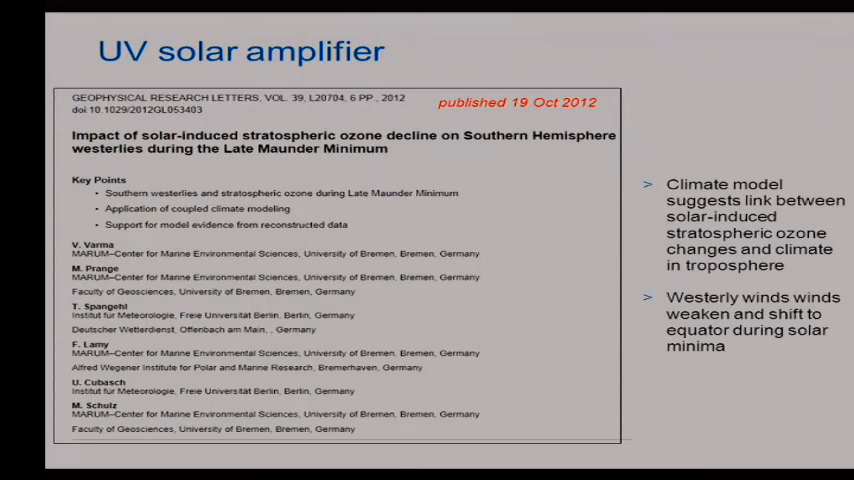 UV solar amplifier
GEOPHYSICAL RESEARCH LETTERS, VOL. 39, L20704, 6 PP., 2012
doi:10.1029/2012GL053403
published 19 Oct 2012
Impact of solar-induced stratospheric ozone decline on Southern Hemisphere
westerlies during the Late Maunder Minimum
Key Points
• Southern westerlies and stratospheric ozone during Late Maunder Minimum
• Application of coupled climate modeling
• Support for model evidence from reconstructed data
V. Varma
MARUM–Center for Marine Environmental Sciences, University of Bremen, Bremen, Germany
M. Prange
MARUM–Center for Marine Environmental Sciences, University of Bremen, Bremen, Germany
Faculty of Geosciences, University of Bremen, Bremen, Germany
T. Spangehl
Institut für Meteorologie, Freie Universität Berlin, Berlin, Germany
Deutscher Wetterdienst, Offenbach am Main, , Germany
F. Lamy
MARUM–Center for Marine Environmental Sciences, University of Bremen, Bremen, Germany
Alfred Wegener Institute for Polar and Marine Research, Bremerhaven, Germany
U. Cubasch
Institut für Meteorologie, Freie Universität Berlin, Berlin, Germany
M. Schulz
MARUM–Center for Marine Environmental Sciences, University of Bremen, Bremen, Germany
Faculty of Geosciences, University of Bremen, Bremen, Germany
> Climate model
suggests link between
solar-induced
stratospheric ozone
changes and climate
in troposphere
> Westerly winds winds
weaken and shift to
equator during solar
minima